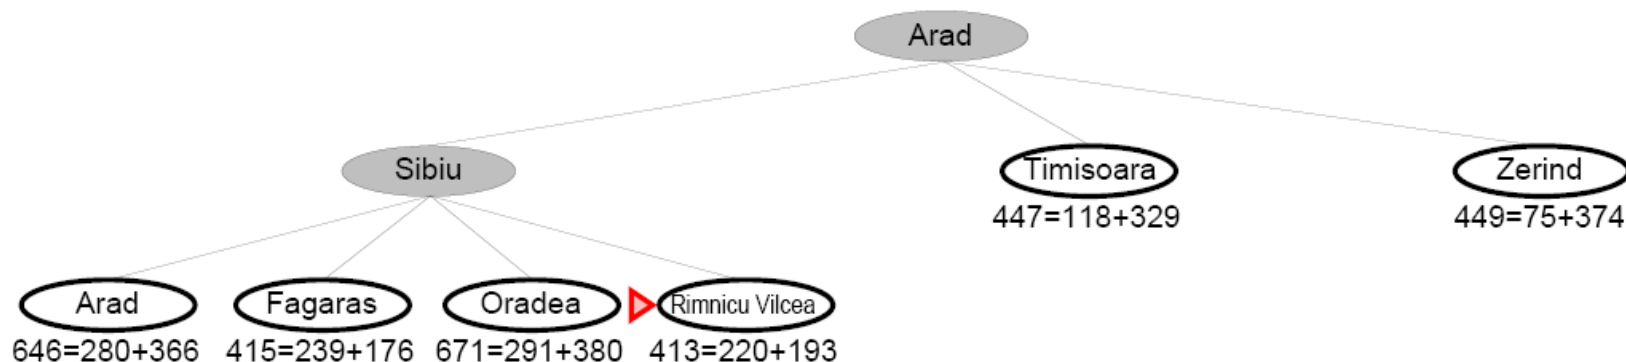 Arad
Sibiu Timisoara Zerind
447=118+329 449=75+374
Arad Fagaras Oradea Rimnicu Vilcea
646=280+366 415=239+176 671=291+380 413=220+193